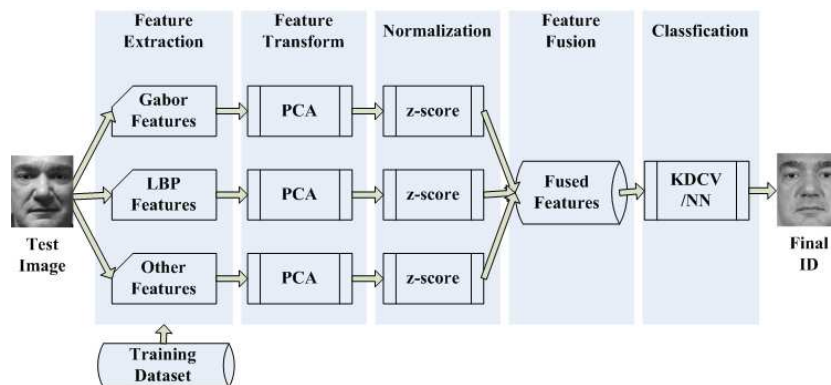 Feature
Extraction
Feature
Transform
Normalization
Feature
Fusion
Classfication
Gabor
Features
PCA
z-score
LBP
Features
PCA
z-score
Fused
Features
KDCV
/NN
Test
Image
Final
ID
Other
Features
PCA
z-score
Training
Dataset